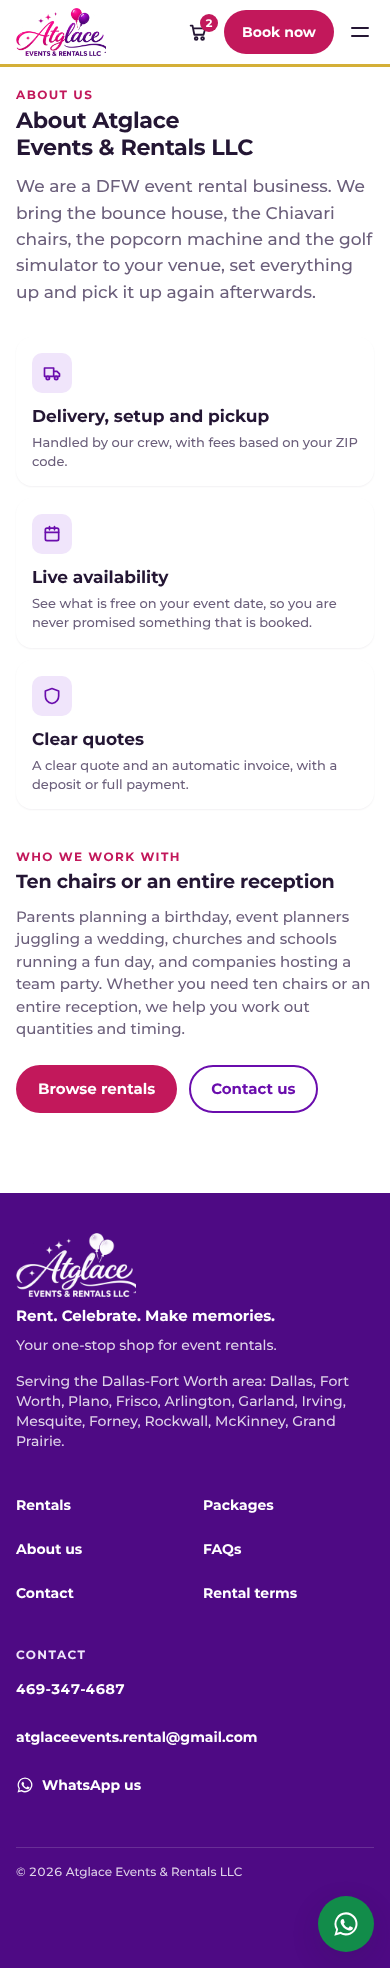 Atglace
EVENTS & RENTALS LLC
2
Book now
ABOUT US
About Atglace
Events & Rentals LLC
We are a DFW event rental business. We
bring the bounce house, the Chiavari
chairs, the popcorn machine and the golf
simulator to your venue, set everything
up and pick it up again afterwards.
Delivery, setup and pickup
Handled by our crew, with fees based on your ZIP
code.
Live availability
See what is free on your event date, so you are
never promised something that is booked.
Clear quotes
A clear quote and an automatic invoice, with a
deposit or full payment.
WHO WE WORK WITH
Ten chairs or an entire reception
Parents planning a birthday, event planners
juggling a wedding, churches and schools
running a fun day, and companies hosting a
team party. Whether you need ten chairs or an
entire reception, we help you work out
quantities and timing.
Browse rentals
Contact us
Atglace
EVENTS & RENTALS LLC
Rent. Celebrate. Make memories.
Your one-stop shop for event rentals.
Serving the Dallas-Fort Worth area: Dallas, Fort
Worth, Plano, Frisco, Arlington, Garland, Irving,
Mesquite, Forney, Rockwall, McKinney, Grand
Prairie.
Rentals
Packages
About us
FAQs
Contact
Rental terms
CONTACT
469-347-4687
atglaceevents.rental@gmail.com
WhatsApp us
© 2026 Atglace Events & Rentals LLC